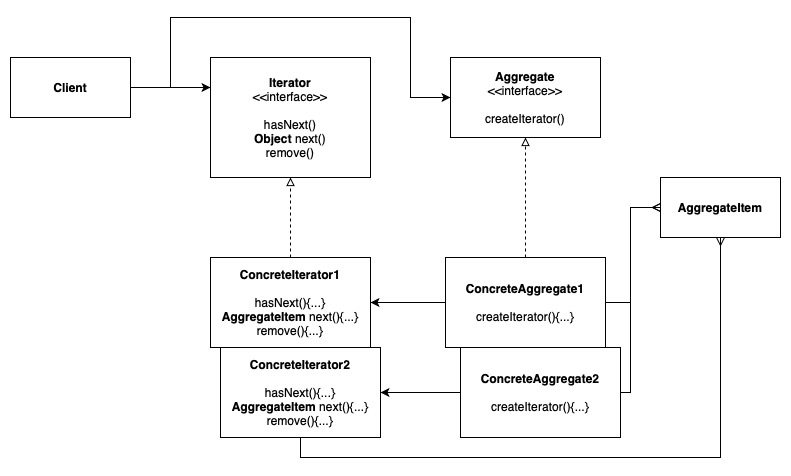 Client
Iterator
<<interface>>
hasNext()
Object next()
remove()
Aggregate
<<interface>>
createIterator()
AggregateItem
ConcreteIterator1
hasNext(){...}
AggregateItem next(){...}
remove(){...}
ConcreteAggregate1
createIterator(){...}
ConcreteIterator2
hasNext(){...}
AggregateItem next(){...}
remove(){...}
ConcreteAggregate2
createIterator(){...}